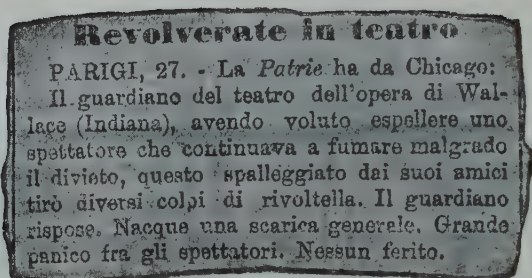 Revolverate in teatro
PARIGI, 27. - La Patrie ha da Chicago:
Il guardiano del teatro dell'opera di Wal-
lace (Indiana), avendo voluto espellere uno
spettatore che continuava a fumare malgrado
il divieto, questo spalleggiato dai suoi amici
tirò diversi colpi di rivoltella. Il guardiano
rispose. Nacque una scarica generale. Grande
panico fra gli spettatori. Nessun ferito.